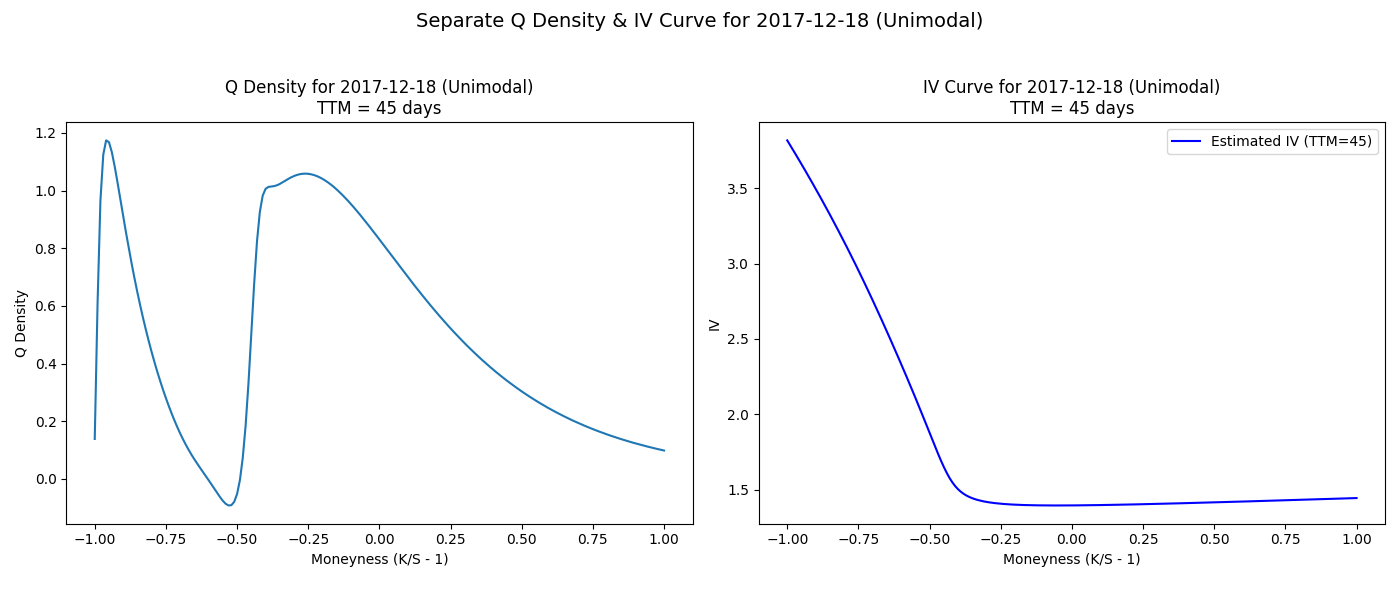 Separate Q Density & IV Curve for 2017-12-18 (Unimodal)
Q Density for 2017-12-18 (Unimodal)
TTM = 45 days
1.2
1.0
0.8
0.6
0.4
0.2
0.0
Q Density
−1.00 −0.75 −0.50 −0.25 0.00 0.25 0.50 0.75 1.00
Moneyness (K/S - 1)
IV Curve for 2017-12-18 (Unimodal)
TTM = 45 days
Estimated IV (TTM=45)
3.5
3.0
2.5
2.0
1.5
IV
−1.00 −0.75 −0.50 −0.25 0.00 0.25 0.50 0.75 1.00
Moneyness (K/S - 1)